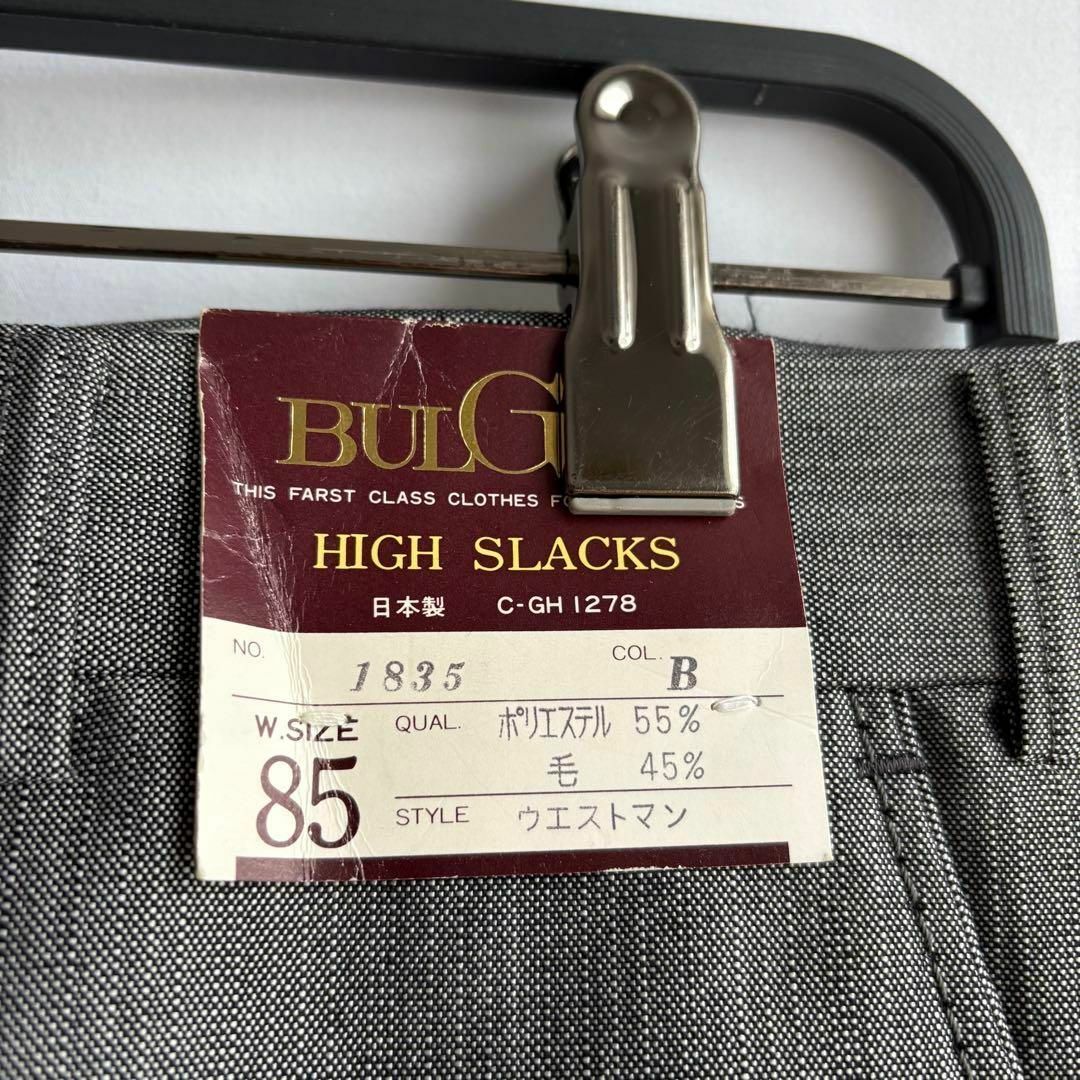 BULG
THIS FARST CLASS CLOTHES
HIGH SLACKS
日本製 C-GH 1278
NO. 1835 COL. B
W.SIZE 85
QUAL. ポリエステル 55%
毛 45%
STYLE ウエストマン